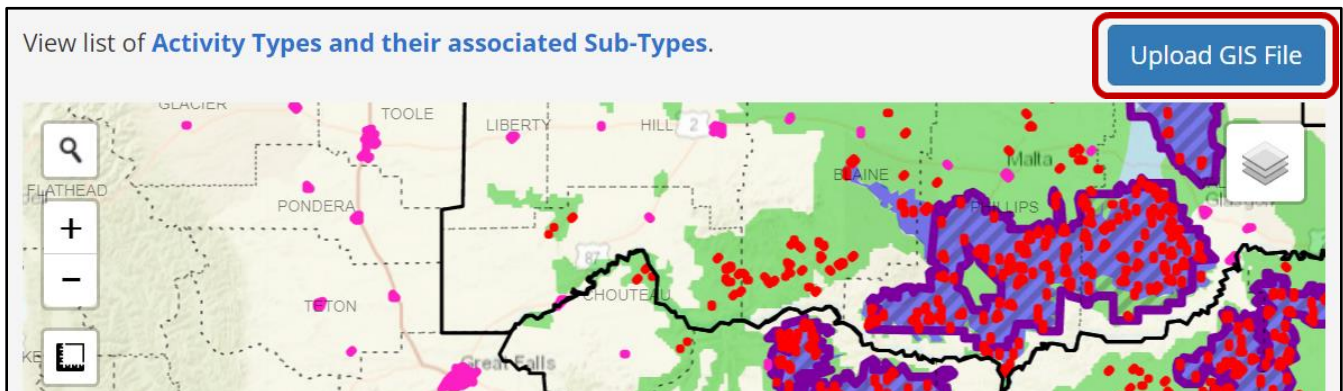 View list of Activity Types and their associated Sub-Types.
Upload GIS File
GLACIER
TOOLE
LIBERTY
HILL
2
FLATHEAD
PONDERA
BLAINE
Malta
PHILLIPS
Glasgow
+
−
87
TETON
CHOUTEAU
Great Falls